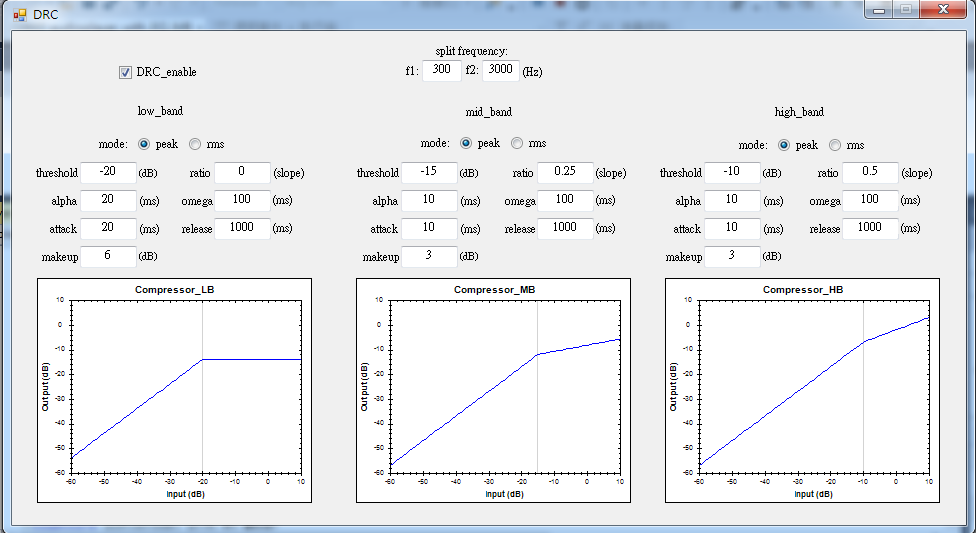 DRC
split frequency:
DRC_enable
f1: 300 f2: 3000 (Hz)
low_band
mode: peak rms
threshold -20 (dB) ratio 0 (slope)
alpha 20 (ms) omega 100 (ms)
attack 20 (ms) release 1000 (ms)
makeup 6 (dB)
Compressor_LB
10
0
-10
-20
-30
-40
-50
-60
Output (dB)
-60 -50 -40 -30 -20 -10 0 10
Input (dB)
mid_band
mode: peak rms
threshold -15 (dB) ratio 0.25 (slope)
alpha 10 (ms) omega 100 (ms)
attack 10 (ms) release 1000 (ms)
makeup 3 (dB)
Compressor_MB
10
0
-10
-20
-30
-40
-50
-60
Output (dB)
-60 -50 -40 -30 -20 -10 0 10
Input (dB)
high_band
mode: peak rms
threshold -10 (dB) ratio 0.5 (slope)
alpha 10 (ms) omega 100 (ms)
attack 10 (ms) release 1000 (ms)
makeup 3 (dB)
Compressor_HB
10
0
-10
-20
-30
-40
-50
-60
Output (dB)
-60 -50 -40 -30 -20 -10 0 10
Input (dB)